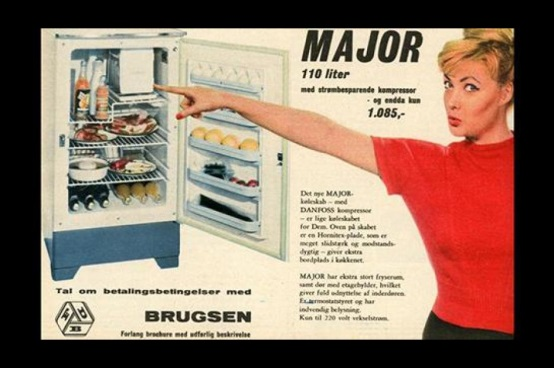 MAJOR
110 liter
med strømbesparende kompressor
- og endda kun
1.085,-
Det nye MAJOR-
køleskab – med
DANFOSS kompressor
– er lige køleskabet
for Dem. Oven på skabet
er en Hornitex-plade, som er
meget slidstærk og modstands-
dygtig – giver ekstra
bordplads i køkkenet.
MAJOR har ekstra stort fryserum,
samt dør med etagehylder, hvilket
giver fuld udnyttelse af inderdøren.
Er termostatstyret og har
indvendig belysning.
Kun til 220 volt vekselstrøm.
Tal om betalingsbetingelser med
BRUGSEN
Forlang brochure med udførlig beskrivelse